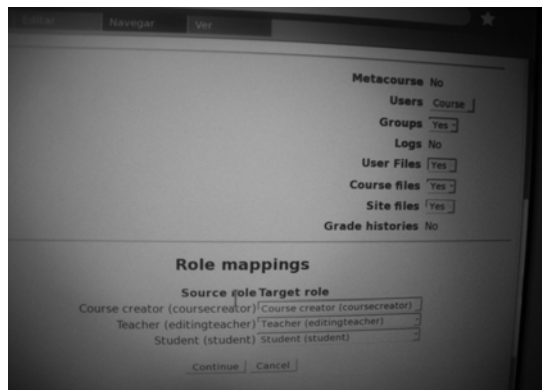 Editar Navegar Ver
Metacourse No
Users Course
Groups Yes
Logs No
User Files Yes
Course files Yes
Site files Yes
Grade histories No
Role mappings
Source role Target role
Course creator (coursecreator) Course creator (coursecreator)
Teacher (editingteacher) Teacher (editingteacher)
Student (student) Student (student)
Continue Cancel